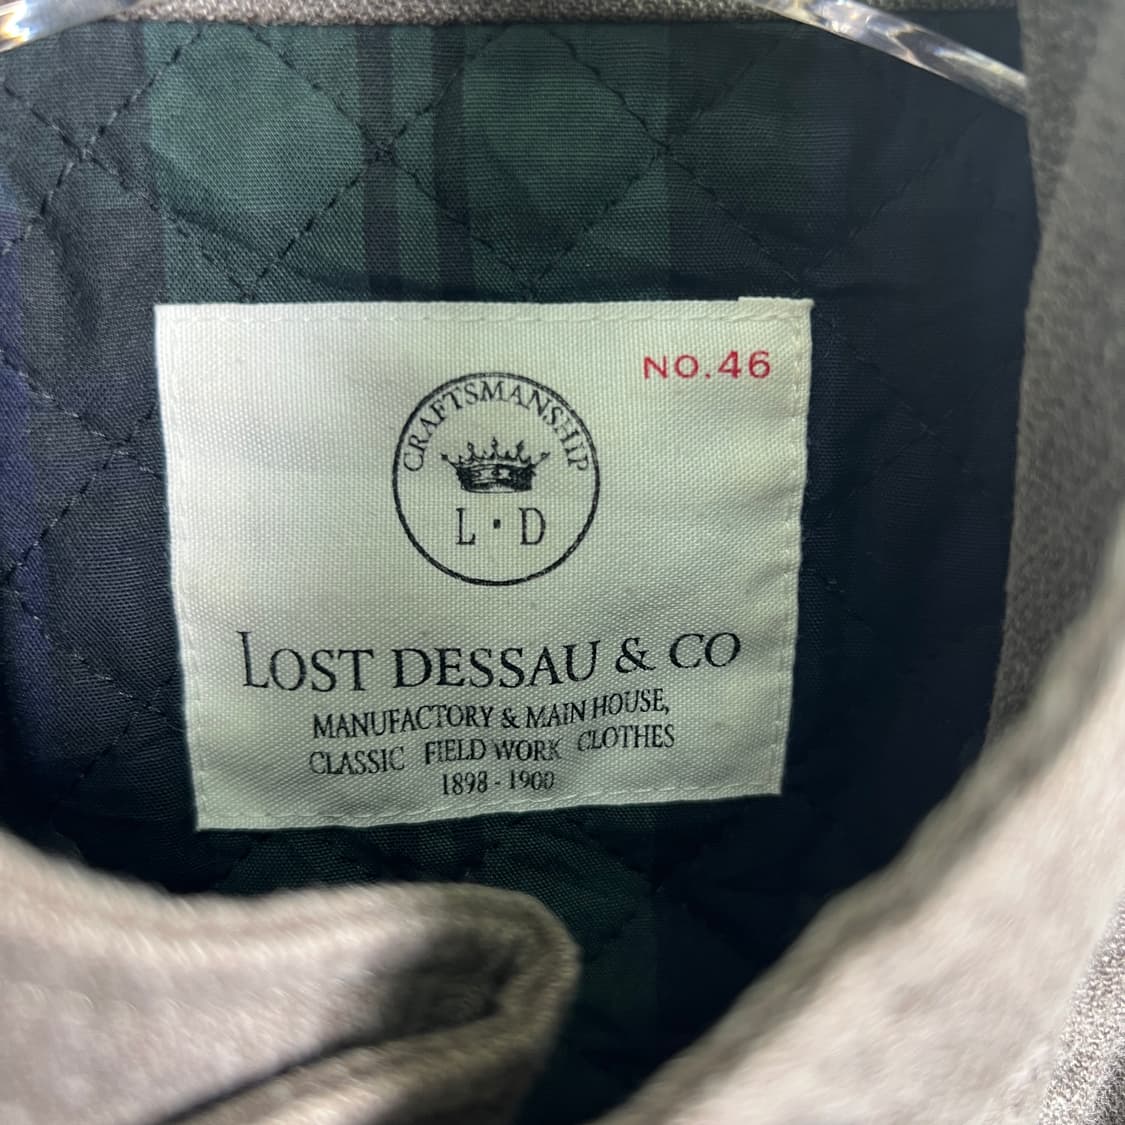 NO.46
CRAFTSMANSHIP
L · D
LOST DESSAU & CO
MANUFACTORY & MAIN HOUSE,
CLASSIC FIELD WORK CLOTHES
1898 - 1900